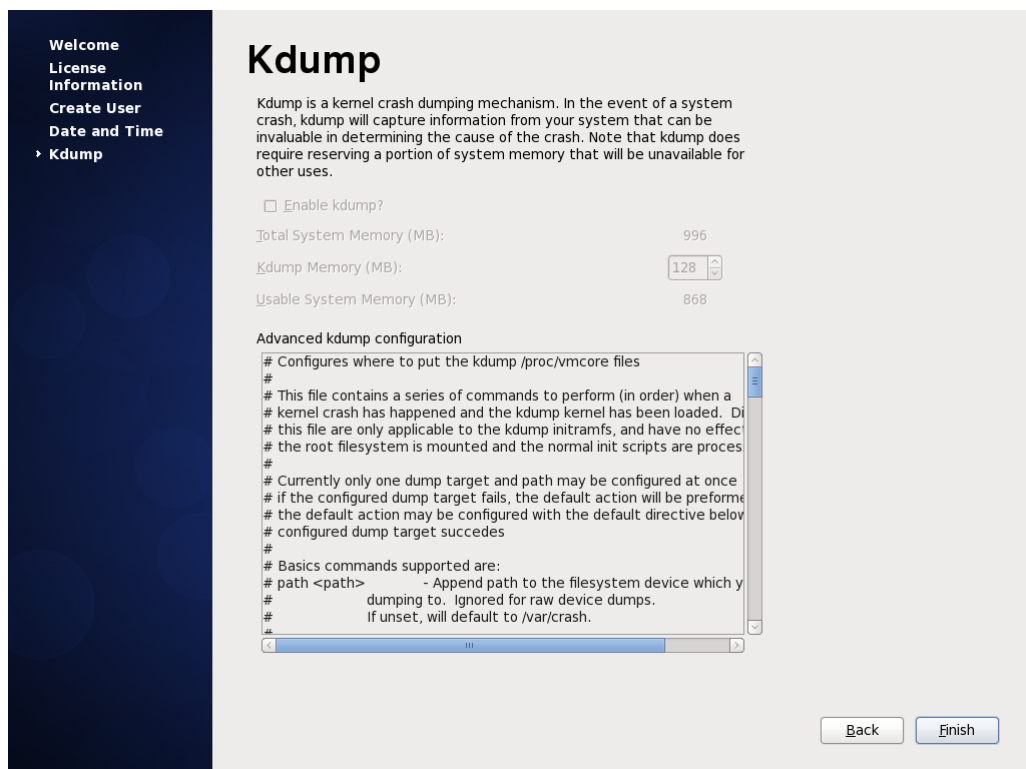 Welcome
License
Information
Create User
Date and Time
Kdump
Kdump
Kdump is a kernel crash dumping mechanism. In the event of a system
crash, kdump will capture information from your system that can be
invaluable in determining the cause of the crash. Note that kdump does
require reserving a portion of system memory that will be unavailable for
other uses.
Enable kdump?
Total System Memory (MB): 996
Kdump Memory (MB): 128
Usable System Memory (MB): 868
Advanced kdump configuration
# Configures where to put the kdump /proc/vmcore files
#
# This file contains a series of commands to perform (in order) when a
# kernel crash has happened and the kdump kernel has been loaded. Di
# this file are only applicable to the kdump initramfs, and have no effect
# the root filesystem is mounted and the normal init scripts are proces
#
# Currently only one dump target and path may be configured at once
# if the configured dump target fails, the default action will be preforme
# the default action may be configured with the default directive below
# configured dump target succedes
#
# Basics commands supported are:
# path <path> - Append path to the filesystem device which y
# dumping to. Ignored for raw device dumps.
# If unset, will default to /var/crash.
#
Back
Finish